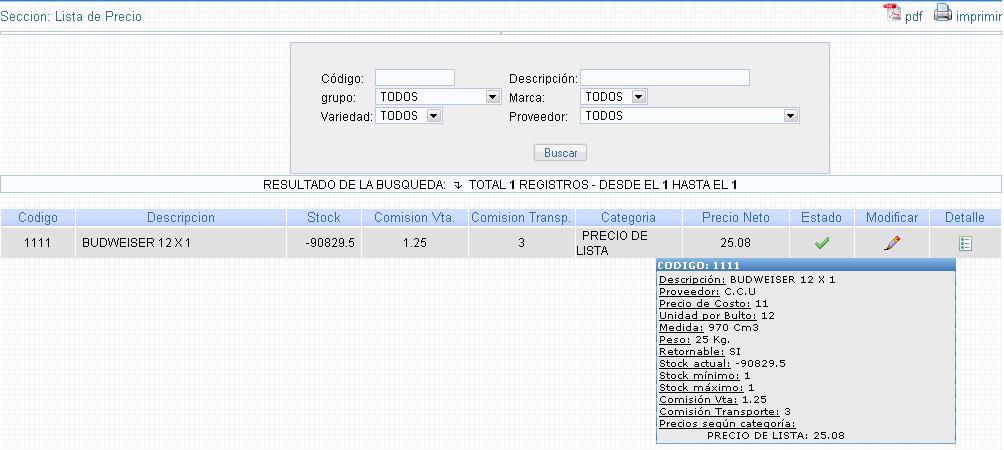 Seccion: Lista de Precio
pdf imprimir
Código: Descripción:
grupo: TODOS Marca: TODOS
Variedad: TODOS Proveedor: TODOS
Buscar
RESULTADO DE LA BUSQUEDA: TOTAL 1 REGISTROS - DESDE EL 1 HASTA EL 1
Codigo Descripcion Stock Comision Vta. Comision Transp. Categoria Precio Neto Estado Modificar Detalle
1111 BUDWEISER 12 X 1 -90829.5 1.25 3 PRECIO DE LISTA 25.08
CODIGO: 1111
Descripción: BUDWEISER 12 X 1
Proveedor: C.C.U
Precio de Costo: 11
Unidad por Bulto: 12
Medida: 970 Cm3
Peso: 25 Kg.
Retornable: SI
Stock actual: -90829.5
Stock mínimo: 1
Stock máximo: 1
Comisión Vta: 1.25
Comisión Transporte: 3
Precios según categoría:
PRECIO DE LISTA: 25.08